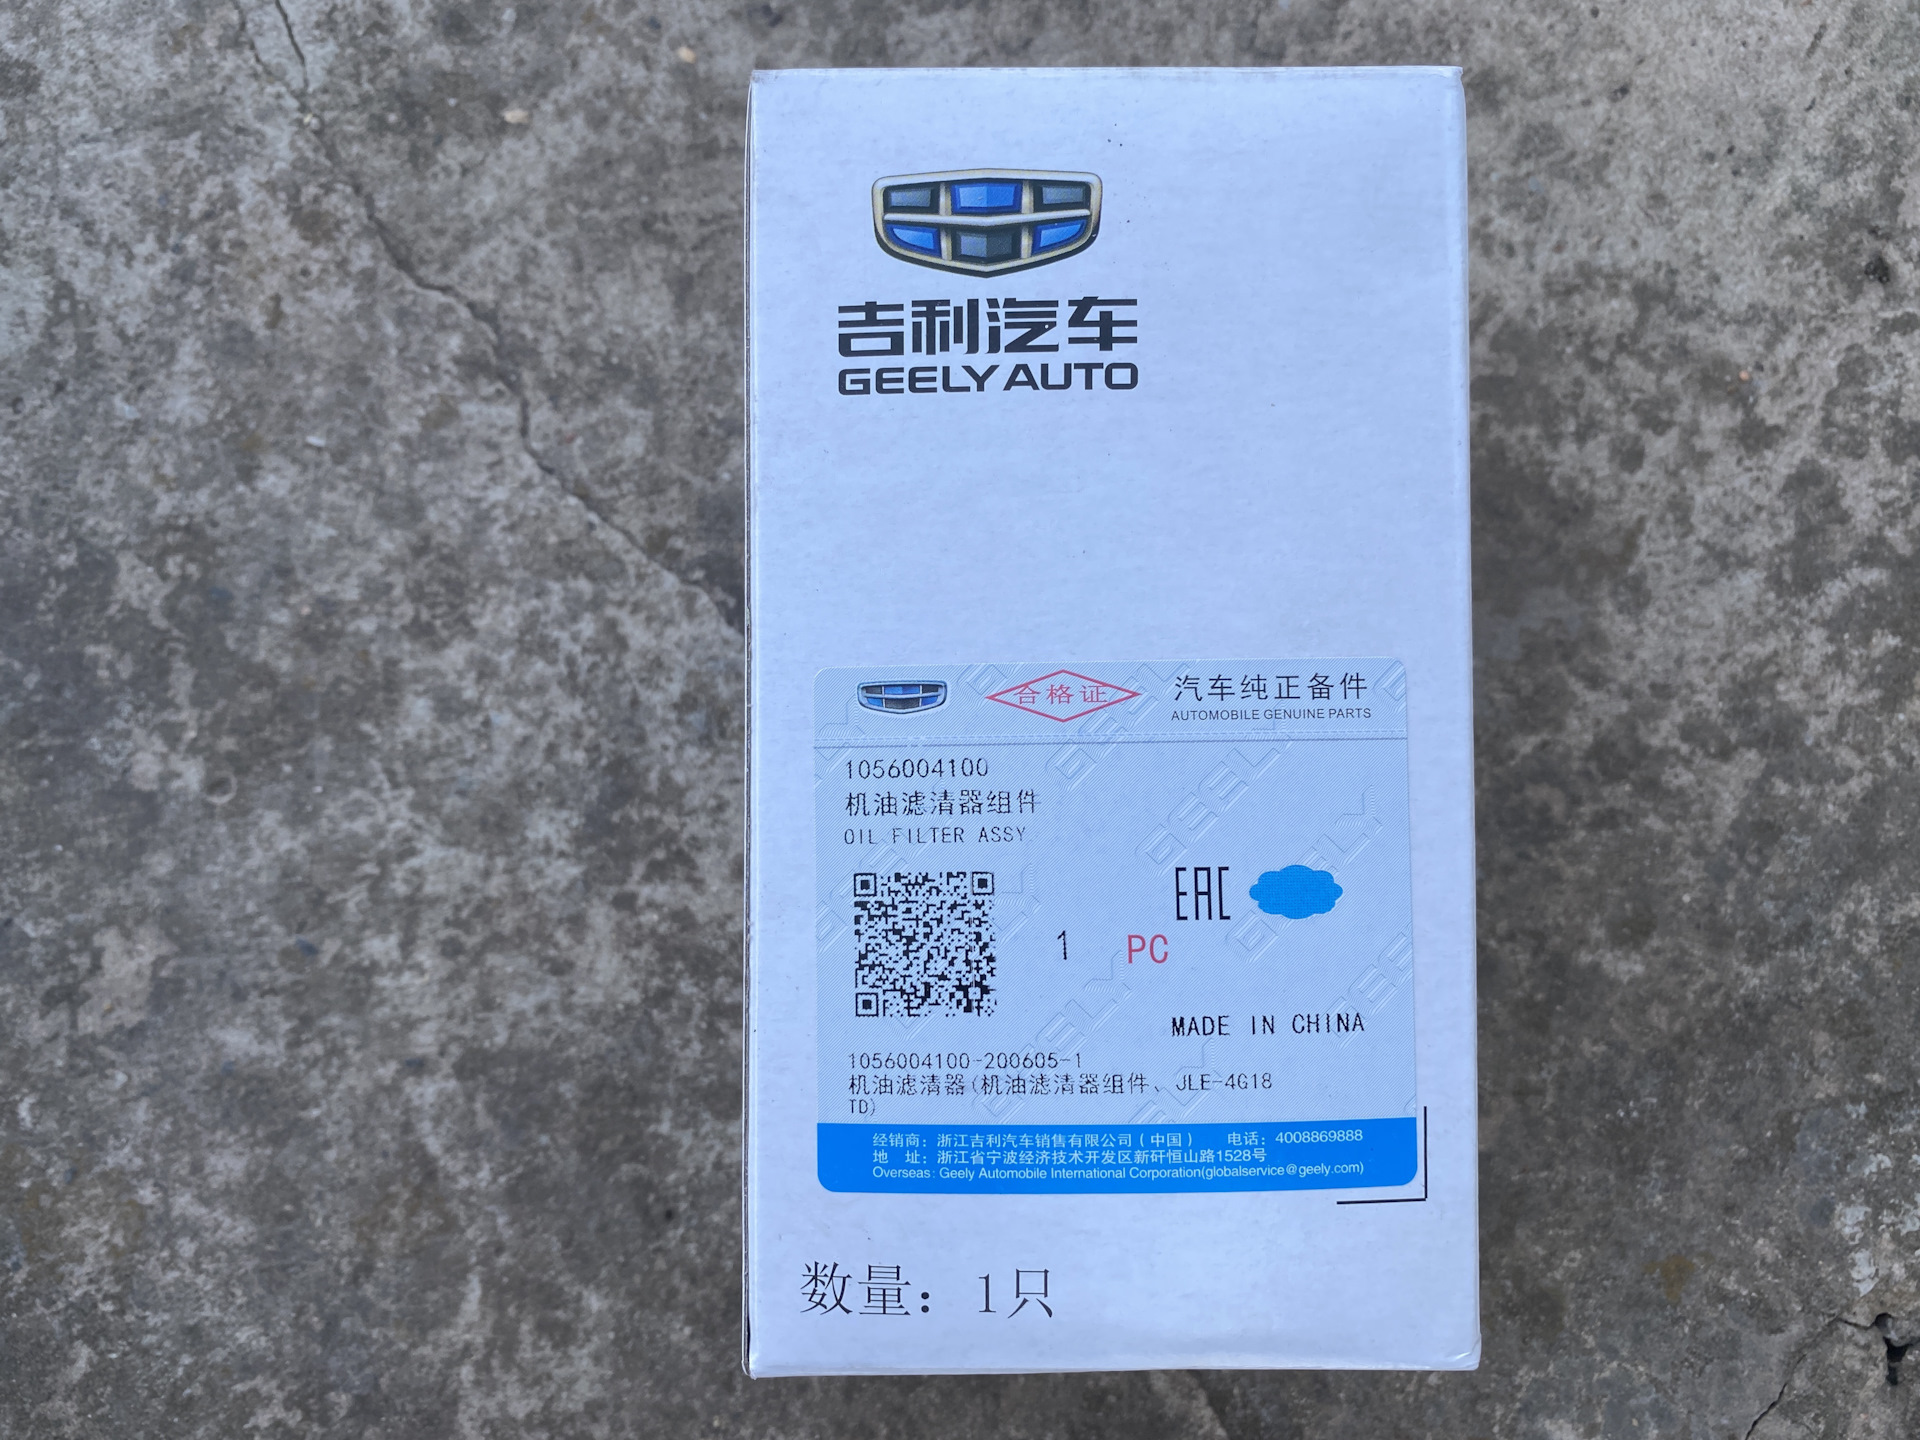 吉利汽车
GEELY AUTO
合格证
汽车纯正备件
AUTOMOBILE GENUINE PARTS
1056004100
机油滤清器组件
OIL FILTER ASSY
EAC
1 PC
MADE IN CHINA
1056004100-200605-1
机油滤清器(机油滤清器组件、JLE-4G18
TD)
经销商：浙江吉利汽车销售有限公司（中国） 电话：4008869888
地 址：浙江省宁波经济技术开发区新矸恒山路1528号
Overseas: Geely Automobile International Corporation(globalservice@geely.com)
数量：1只